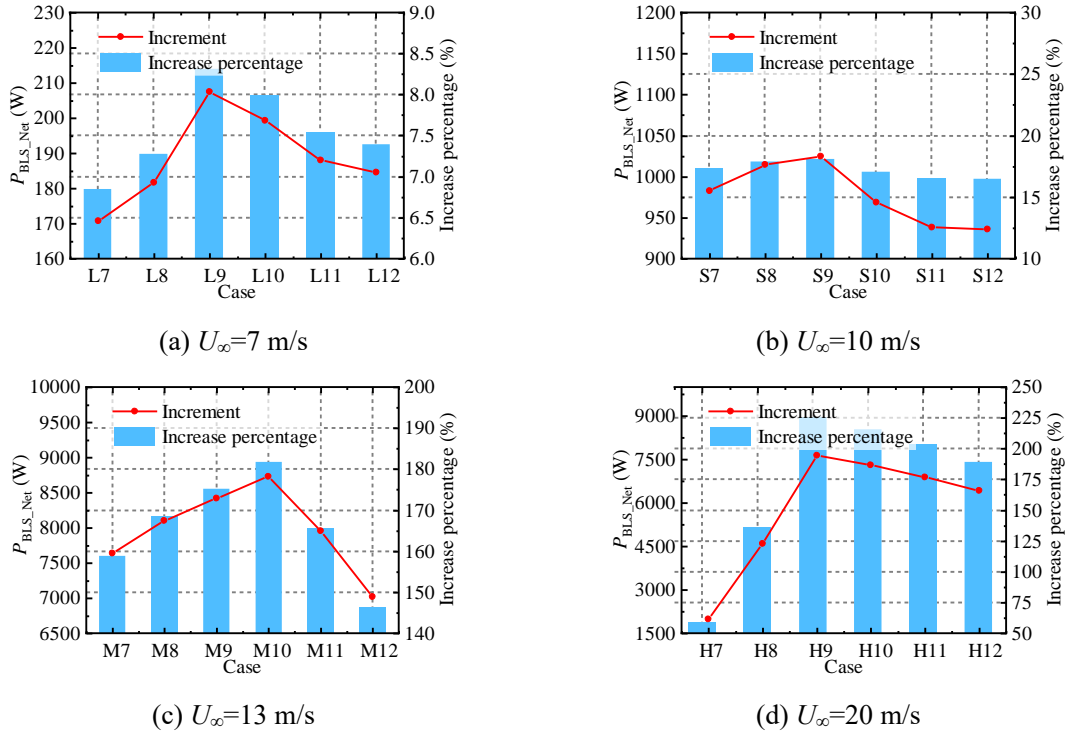 230
220
210
200
190
180
170
160
P_BLS_Net (W)
Increment
Increase percentage
9.0
8.5
8.0
7.5
7.0
6.5
6.0
Increase percentage (%)
L7 L8 L9 L10 L11 L12
Case
(a) U∞=7 m/s
1200
1150
1100
1050
1000
950
900
P_BLS_Net (W)
Increment
Increase percentage
30
25
20
15
10
Increase percentage (%)
S7 S8 S9 S10 S11 S12
Case
(b) U∞=10 m/s
10000
9500
9000
8500
8000
7500
7000
6500
P_BLS_Net (W)
Increment
Increase percentage
200
190
180
170
160
150
140
Increase percentage (%)
M7 M8 M9 M10 M11 M12
Case
(c) U∞=13 m/s
9000
7500
6000
4500
3000
1500
P_BLS_Net (W)
Increment
Increase percentage
250
225
200
175
150
125
100
75
50
Increase percentage (%)
H7 H8 H9 H10 H11 H12
Case
(d) U∞=20 m/s